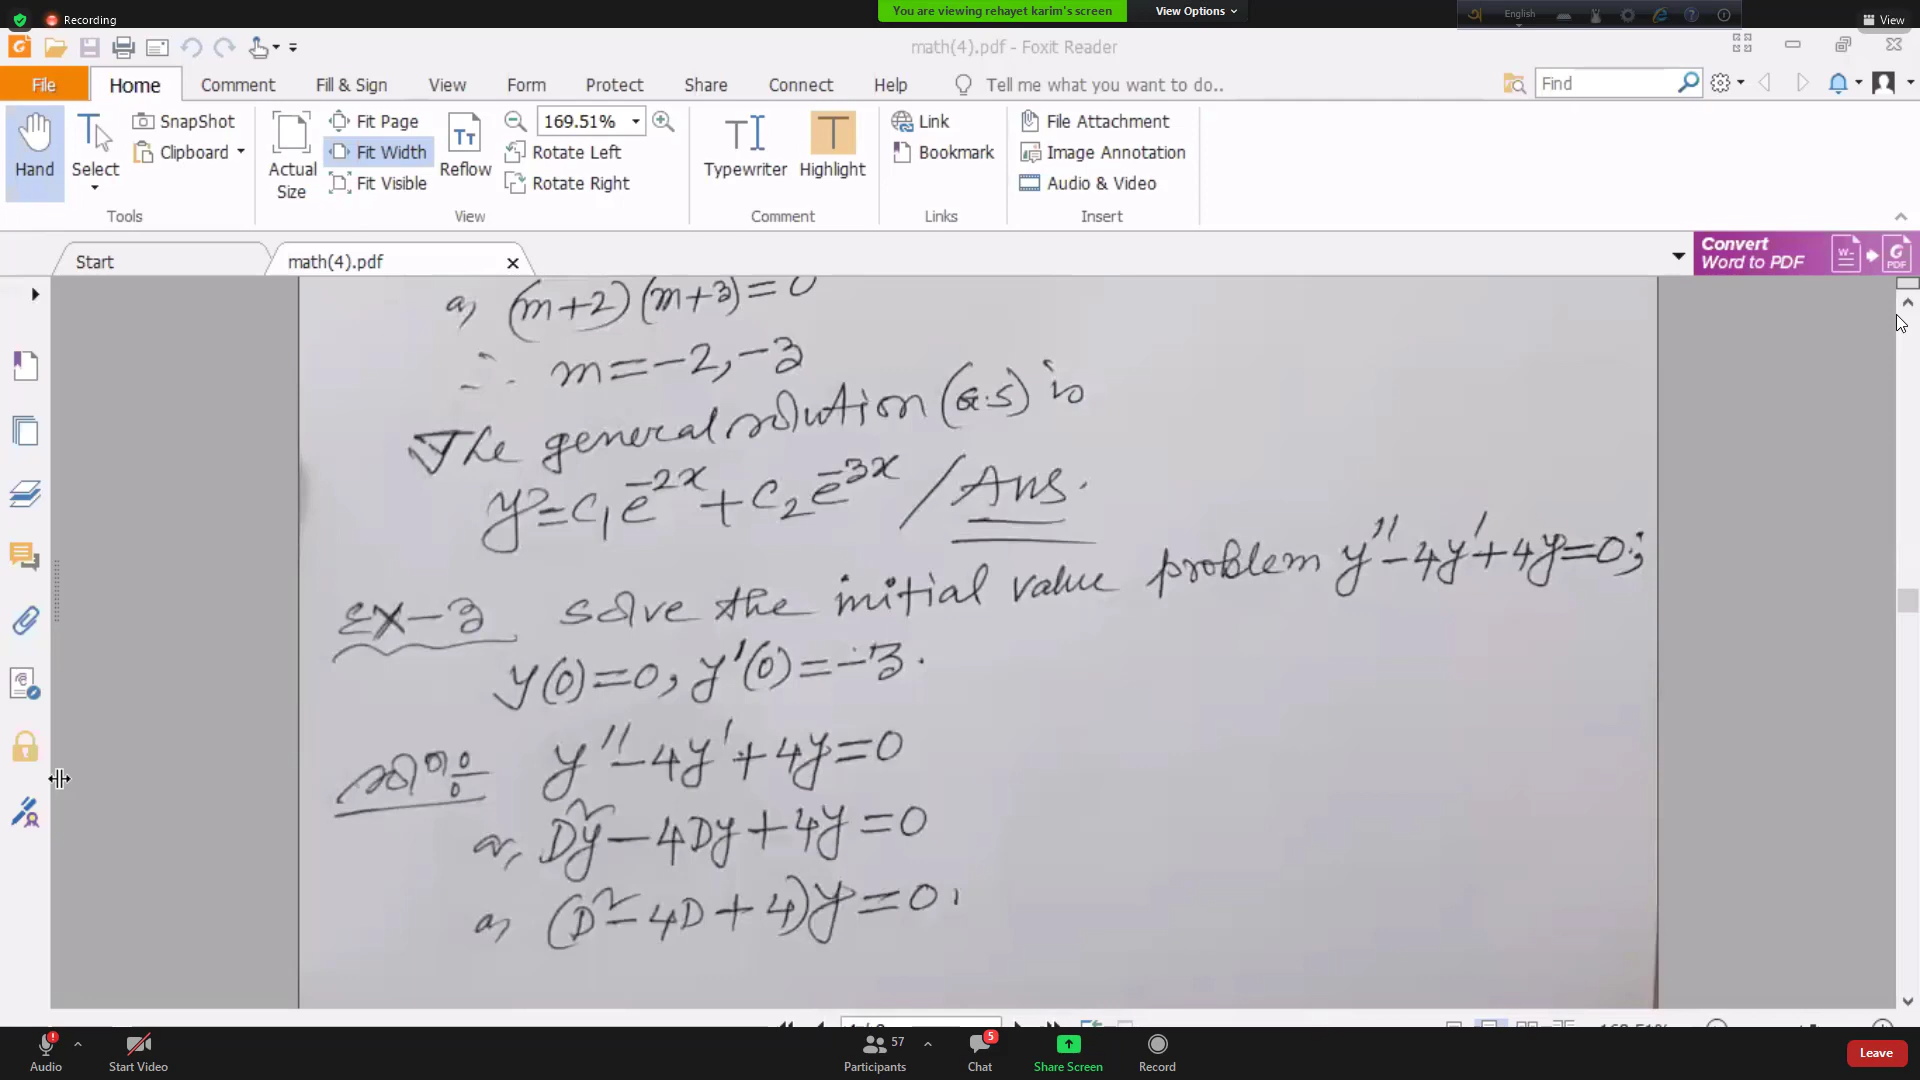 Recording
You are viewing rehayet karim's screen
View Options
English
View
math(4).pdf - Foxit Reader
File
Home
Comment
Fill & Sign
View
Form
Protect
Share
Connect
Help
Tell me what you want to do..
Find
Hand
Select
SnapShot
Clipboard
Tools
Actual Size
Fit Page
Fit Width
Fit Visible
Reflow
169.51%
Rotate Left
Rotate Right
View
Typewriter
Highlight
Comment
Link
Bookmark
Links
File Attachment
Image Annotation
Audio & Video
Insert
Start
math(4).pdf
Convert
Word to PDF
(m+2)(m+3)=0
∴ m=-2,-3
The general solution (G.S) is
y=c₁e^{-2x}+c₂e^{-3x} / Ans.
EX-3 solve the initial value problem y''-4y'+4y=0;
y(0)=0, y'(0)=-3.
y''-4y'+4y=0
D²y-4Dy+4y=0
(D²-4D+4)y=0.
Audio
Start Video
57
Participants
5
Chat
Share Screen
Record
Leave